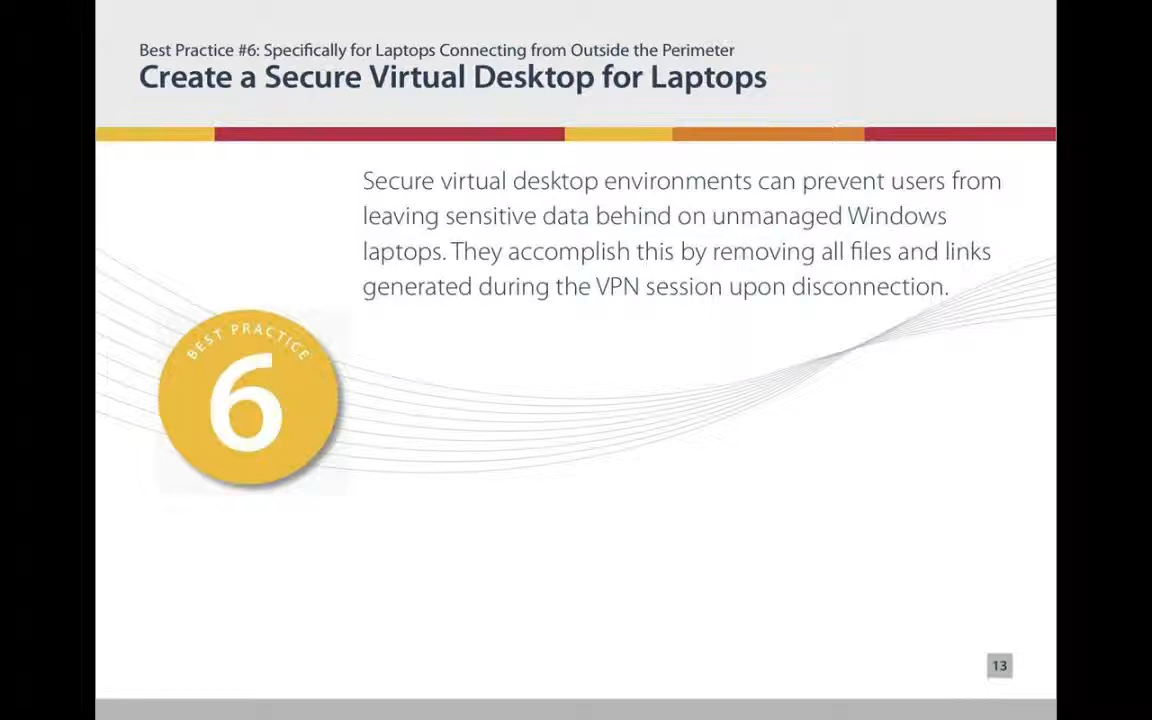 Best Practice #6: Specifically for Laptops Connecting from Outside the Perimeter
Create a Secure Virtual Desktop for Laptops
Secure virtual desktop environments can prevent users from
leaving sensitive data behind on unmanaged Windows
laptops. They accomplish this by removing all files and links
generated during the VPN session upon disconnection.
BEST PRACTICE
6
13